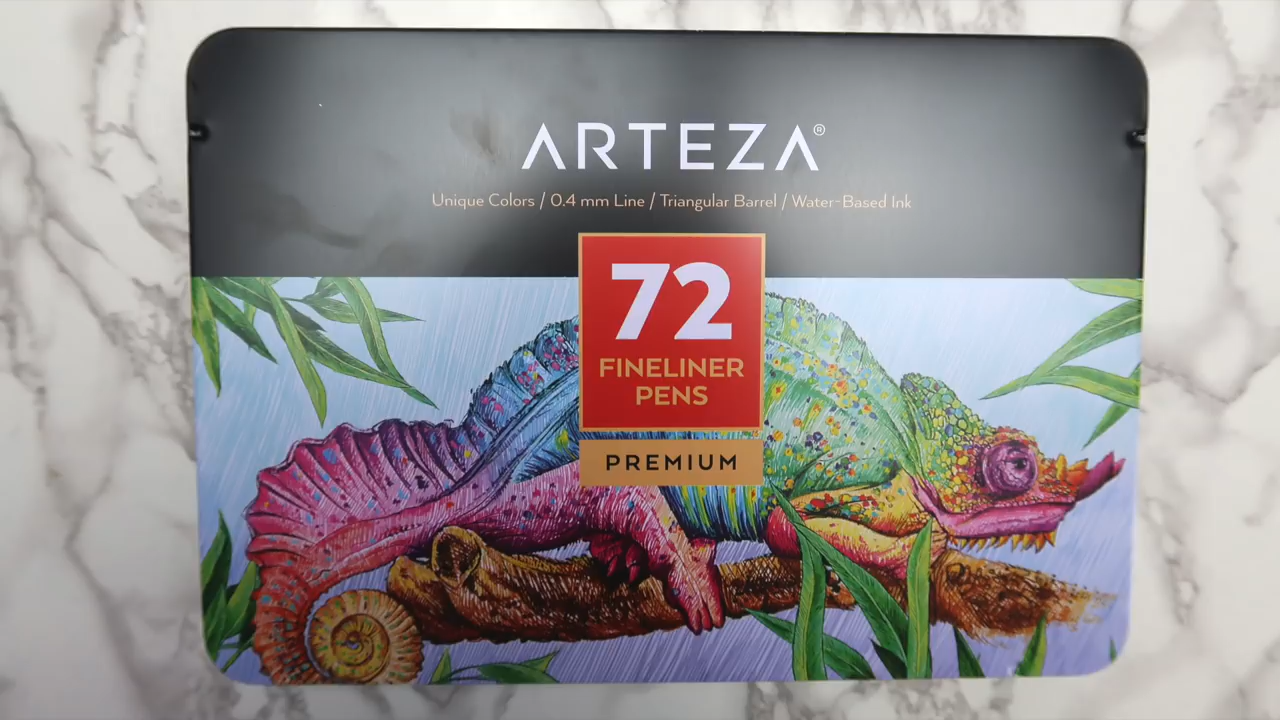 ARTEZA®
Unique Colors / 0.4 mm Line / Triangular Barrel / Water-Based Ink
72
FINELINER
PENS
PREMIUM